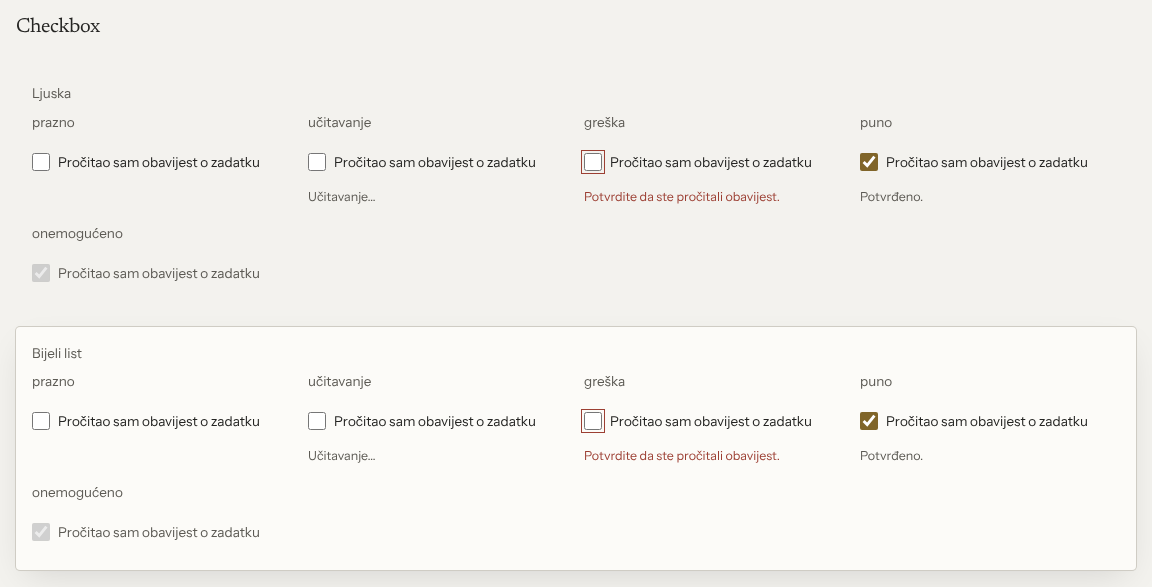 Checkbox
Ljuska
prazno učitavanje greška puno
Pročitao sam obavijest o zadatku Pročitao sam obavijest o zadatku Pročitao sam obavijest o zadatku Pročitao sam obavijest o zadatku
Učitavanje... Potvrdite da ste pročitali obavijest. Potvrđeno.
onemogućeno
Pročitao sam obavijest o zadatku
Bijeli list
prazno učitavanje greška puno
Pročitao sam obavijest o zadatku Pročitao sam obavijest o zadatku Pročitao sam obavijest o zadatku Pročitao sam obavijest o zadatku
Učitavanje... Potvrdite da ste pročitali obavijest. Potvrđeno.
onemogućeno
Pročitao sam obavijest o zadatku